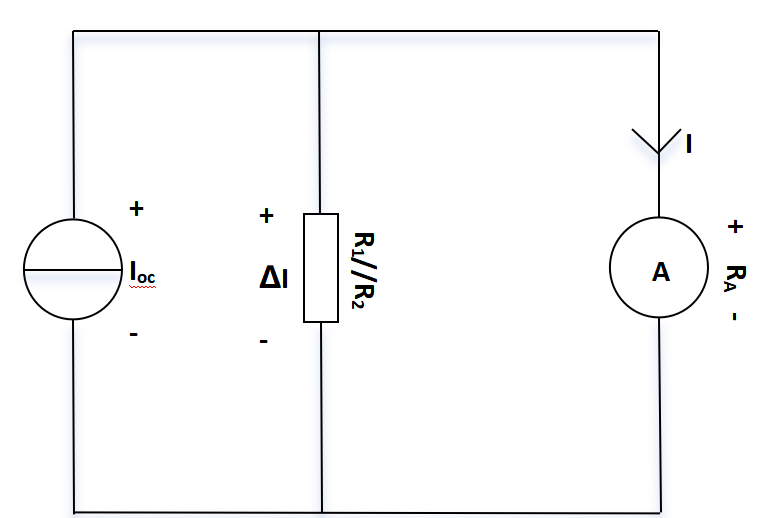 I
+
+
+
Ioc
ΔI
R1//R2
A
RA
-
-
-